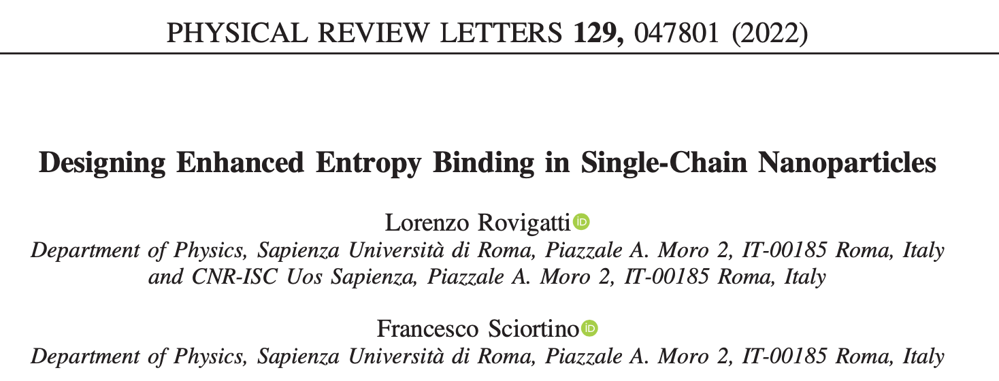 PHYSICAL REVIEW LETTERS 129, 047801 (2022)
Designing Enhanced Entropy Binding in Single-Chain Nanoparticles
Lorenzo Rovigatti iD
Department of Physics, Sapienza Università di Roma, Piazzale A. Moro 2, IT-00185 Roma, Italy
and CNR-ISC Uos Sapienza, Piazzale A. Moro 2, IT-00185 Roma, Italy
Francesco Sciortino iD
Department of Physics, Sapienza Università di Roma, Piazzale A. Moro 2, IT-00185 Roma, Italy